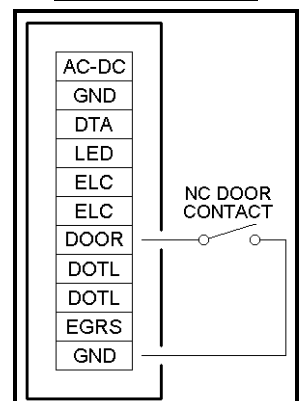 AC-DC
GND
DTA
LED
ELC
ELC
DOOR
DOTL
DOTL
EGRS
GND
NC DOOR
CONTACT